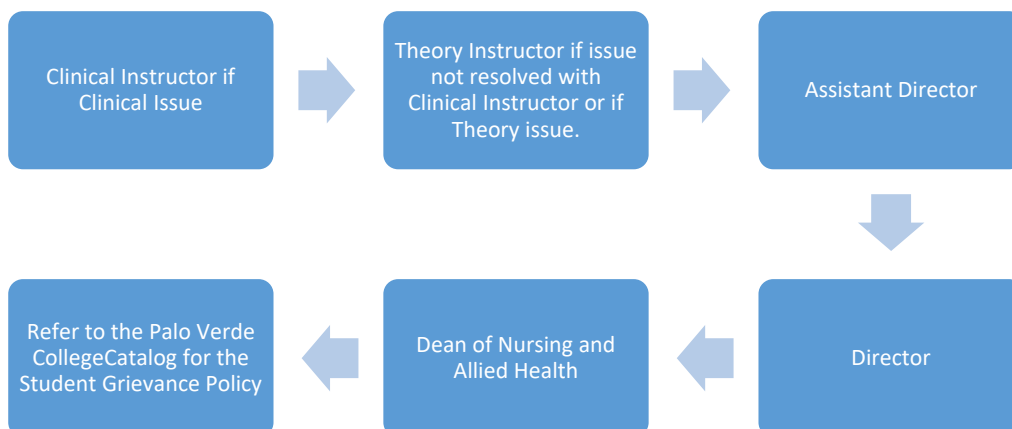 Clinical Instructor if
Clinical Issue
Theory Instructor if issue
not resolved with
Clinical Instructor or if
Theory issue.
Assistant Director
Director
Dean of Nursing and
Allied Health
Refer to the Palo Verde
CollegeCatalog for the
Student Grievance Policy